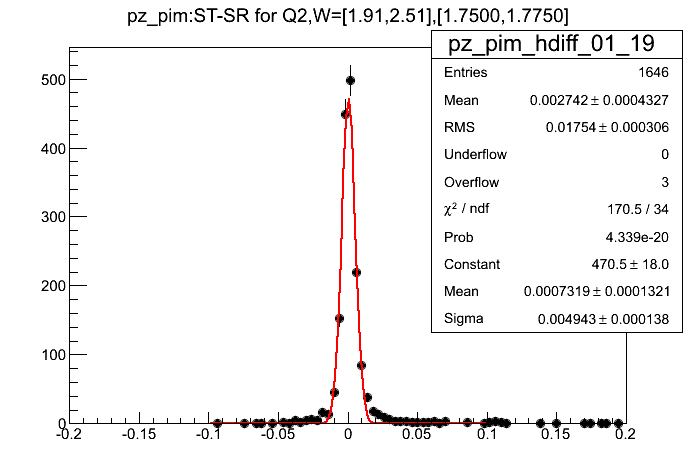 pz_pim:ST-SR for Q2,W=[1.91,2.51],[1.7500,1.7750]
pz_pim_hdiff_01_19
Entries 1646
Mean 0.002742 ± 0.0004327
RMS 0.01754 ± 0.000306
Underflow 0
Overflow 3
χ² / ndf 170.5 / 34
Prob 4.339e-20
Constant 470.5 ± 18.0
Mean 0.0007319 ± 0.0001321
Sigma 0.004943 ± 0.000138
500
400
300
200
100
0
-0.2 -0.15 -0.1 -0.05 0 0.05 0.1 0.15 0.2